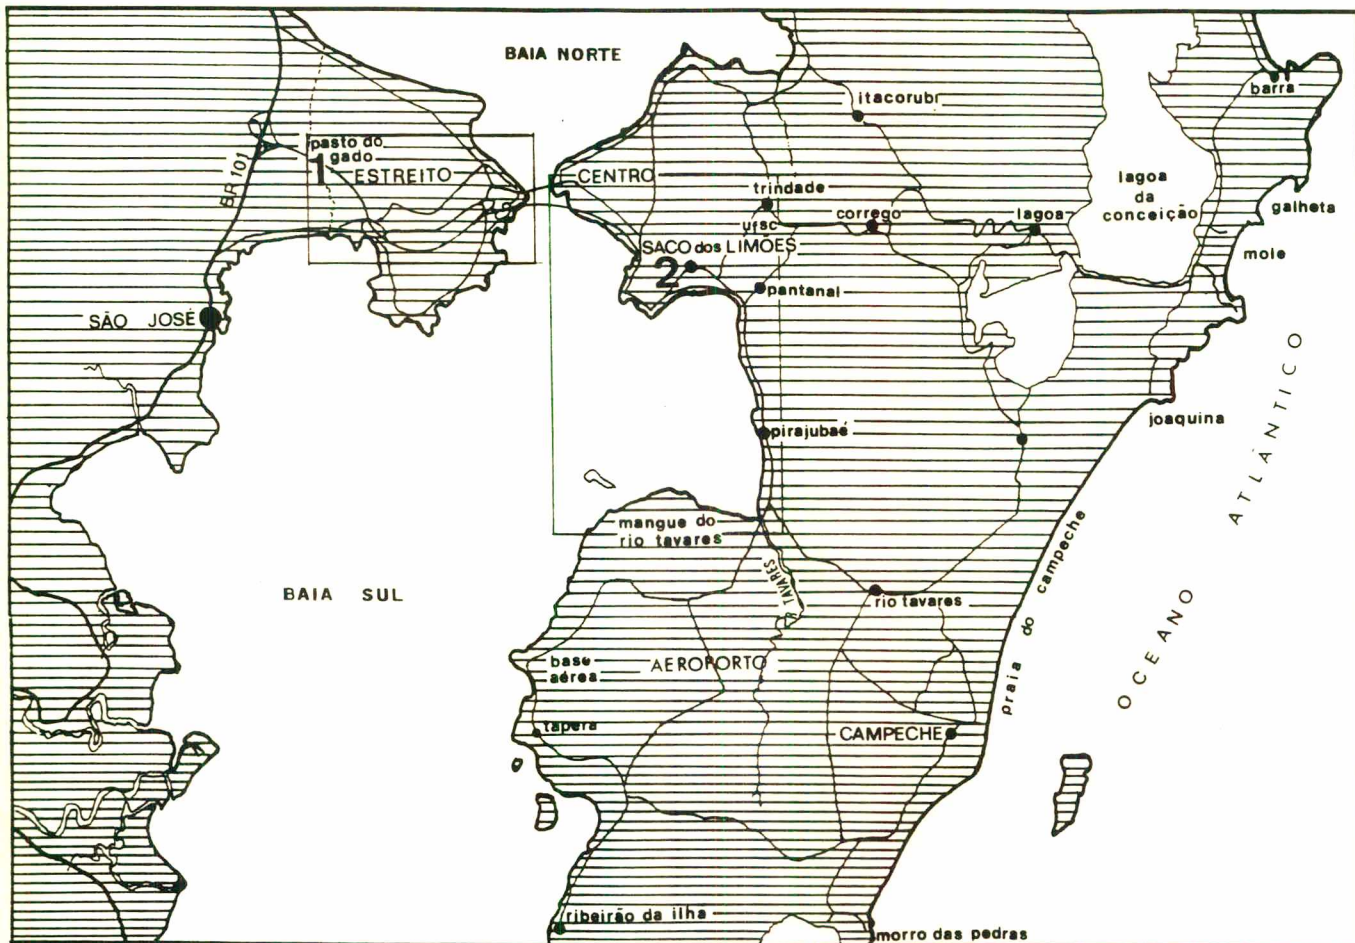 BAIA NORTE
itacorubi
barra
pasto do
gado
1
ESTREITO
BR 101
CENTRO
lagoa
da
conceição
trindade
galheta
corrego
lagoa
ufsc
SACO dos LIMÕES
2
mole
pantanal
SÃO JOSÉ
OCEANO ATLÂNTICO
joaquina
pirajubaé
mangue do
rio tavares
praia do campeche
R TAVARES
BAIA SUL
rio tavares
base
aérea
AEROPORTO
tapera
CAMPECHE
ribeirão da ilha
morro das pedras